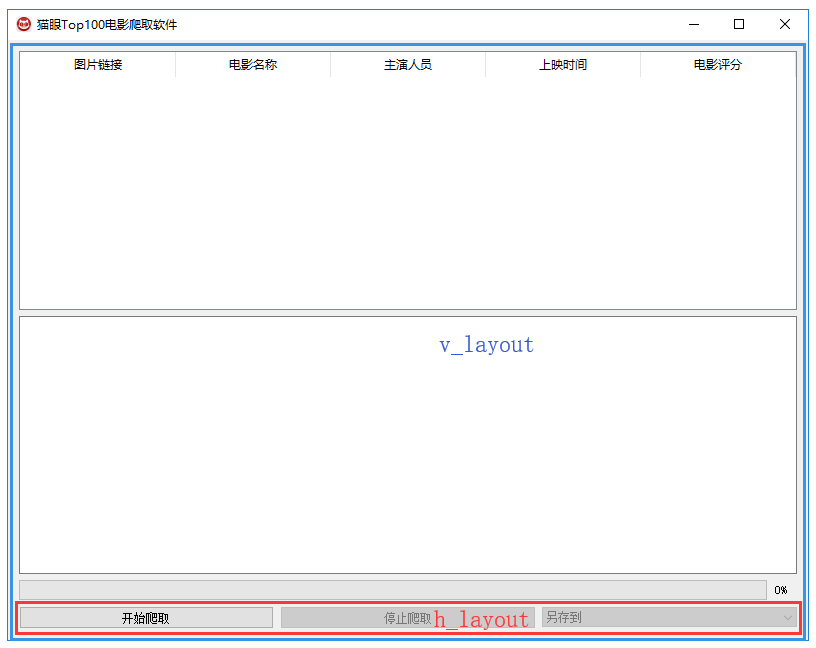 猫眼Top100电影爬取软件
图片链接 电影名称 主演人员 上映时间 电影评分
v_layout
0%
开始爬取 停止爬取 h_layout 另存到